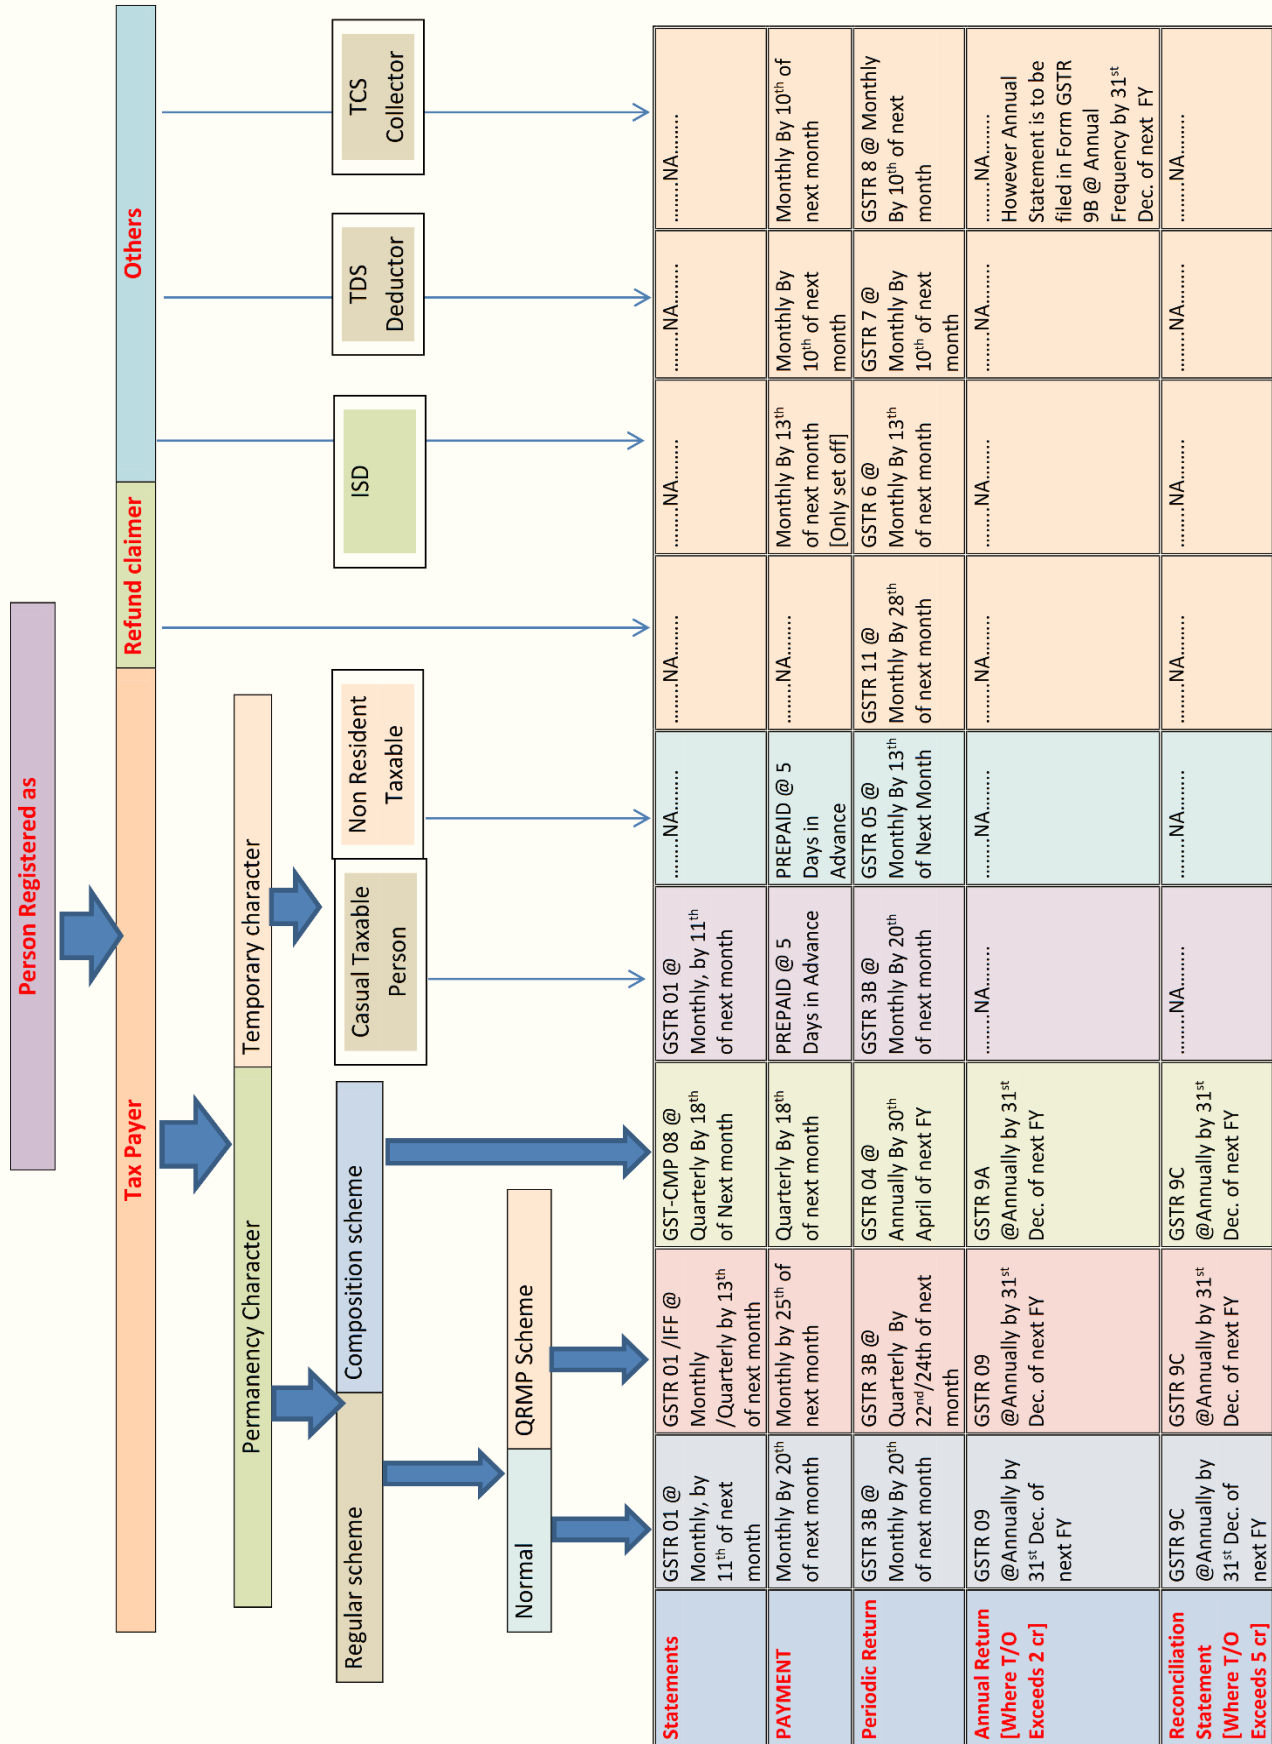 Person Registered as
Tax Payer
Refund claimer
Others
Permanency Character
Temporary character
Regular scheme
Composition scheme
Casual Taxable
Person
Non Resident
Taxable
ISD
TDS
Deductor
TCS
Collector
Normal
QRMP Scheme
Statements
GSTR 01 @
Monthly, by
11th of next
month
GSTR 01 /IFF @
Monthly
/Quarterly by 13th
of next month
GST-CMP 08 @
Quarterly By 18th
of Next month
GSTR 01 @
Monthly, by 11th
of next month
........NA........
........NA........
........NA........
........NA........
........NA........
PAYMENT
Monthly By 20th
of next month
Monthly by 25th of
next month
Quarterly By 18th
of next month
PREPAID @ 5
Days in Advance
PREPAID @ 5
Days in
Advance
........NA........
Monthly By 13th
of next month
[Only set off]
Monthly By
10th of next
month
Monthly By 10th of
next month
Periodic Return
GSTR 3B @
Monthly By 20th
of next month
GSTR 3B @
Quarterly By
22nd/24th of next
month
GSTR 04 @
Annually By 30th
April of next FY
GSTR 3B @
Monthly By 20th
of next month
GSTR 05 @
Monthly By 13th
of Next Month
GSTR 11 @
Monthly By 28th
of next month
GSTR 6 @
Monthly By 13th
of next month
GSTR 7 @
Monthly By
10th of next
month
GSTR 8 @ Monthly
By 10th of next
month
Annual Return
[Where T/O
Exceeds 2 cr]
GSTR 09
@Annually by
31st Dec. of
next FY
GSTR 09
@Annually by 31st
Dec. of next FY
GSTR 9A
@Annually by 31st
Dec. of next FY
........NA........
........NA........
........NA........
........NA........
........NA........
........NA........
However Annual
Statement is to be
filed in Form GSTR
9B @ Annual
Frequency by 31st
Dec. of next FY
Reconciliation
Statement
[Where T/O
Exceeds 5 cr]
GSTR 9C
@Annually by
31st Dec. of
next FY
GSTR 9C
@Annually by 31st
Dec. of next FY
GSTR 9C
@Annually by 31st
Dec. of next FY
........NA........
........NA........
........NA........
........NA........
........NA........
........NA........